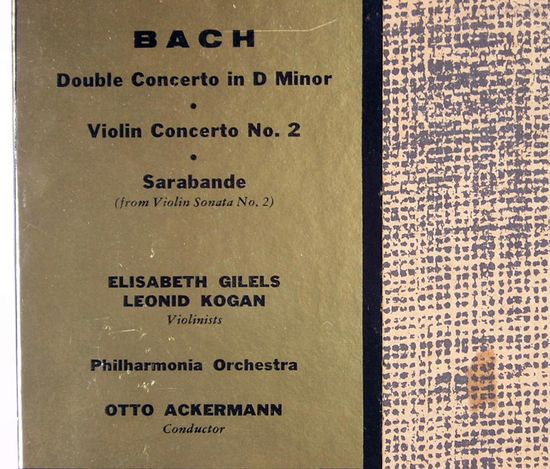 BACH
Double Concerto in D Minor
•
Violin Concerto No. 2
•
Sarabande
(from Violin Sonata No. 2)
ELISABETH GILELS
LEONID KOGAN
Violinists
Philharmonia Orchestra
OTTO ACKERMANN
Conductor